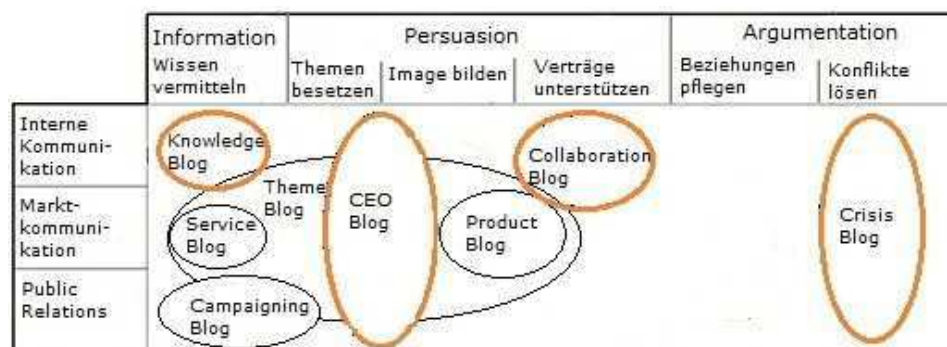 Information
Persuasion
Argumentation
Wissen
vermitteln
Themen
besetzen
Image bilden
Verträge
unterstützen
Beziehungen
pflegen
Konflikte
lösen
Interne
Kommuni-
kation
Knowledge
Blog
Collaboration
Blog
Themen
Blog
CEO
Blog
Markt-
kommuni-
kation
Service
Blog
Product
Blog
Crisis
Blog
Public
Relations
Campaigning
Blog